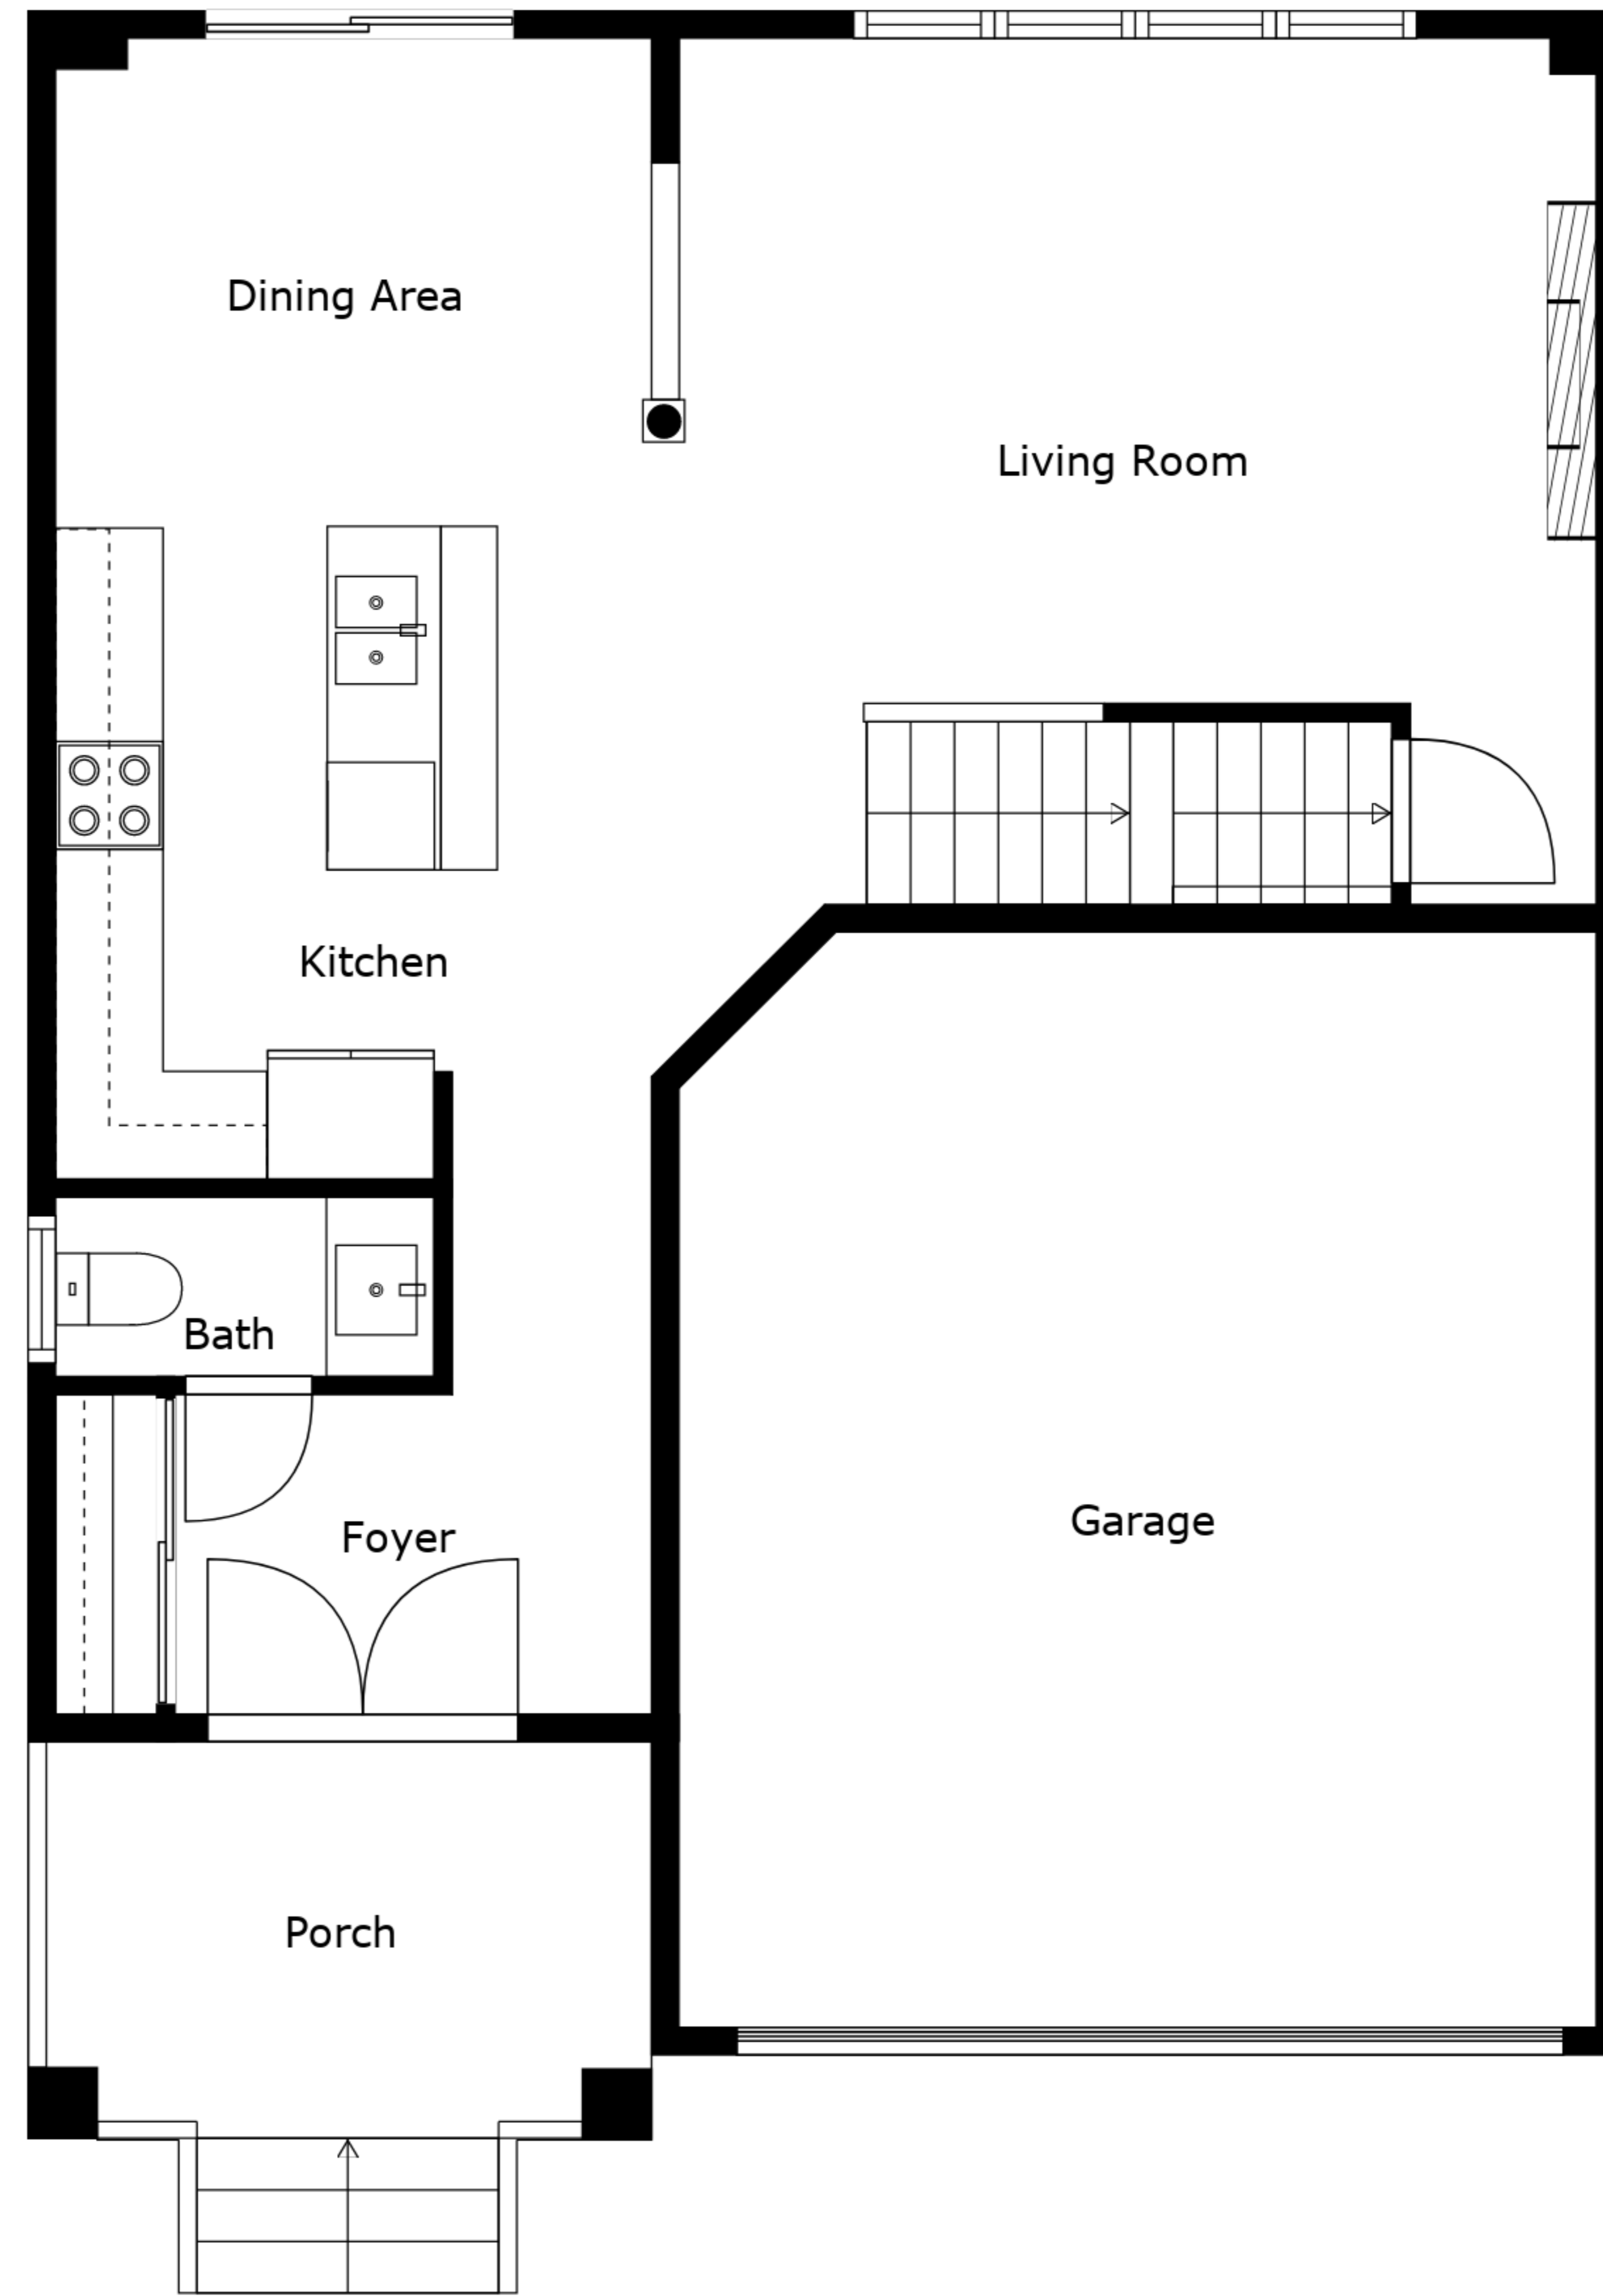 Dining Area
Living Room
Kitchen
Bath
Foyer
Garage
Porch